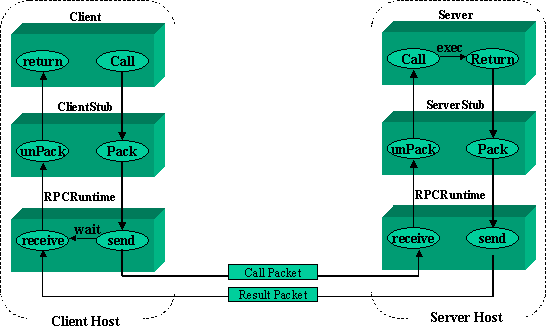 Client
return
Call
ClientStub
unPack
Pack
RPCRuntime
receive
wait
send
Client Host
Call Packet
Result Packet
Server
Call
exec
Return
ServerStub
unPack
Pack
RPCRuntime
receive
send
Server Host